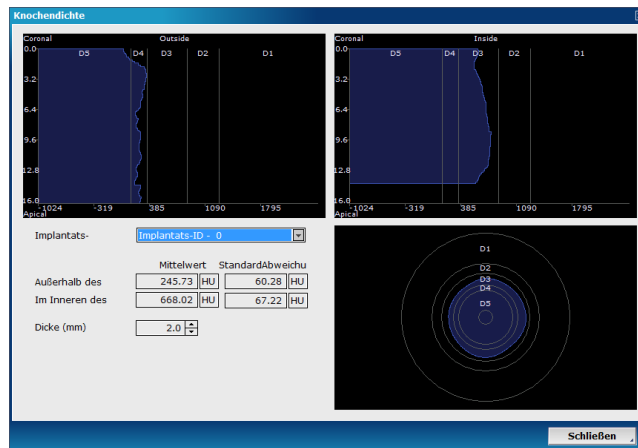 Knochendichte
Coronal Outside
0.0 D5 D4 D3 D2 D1
3.2
6.4
9.6
12.8
16.0
-1024 -319 385 1090 1795
Apical
Coronal Inside
0.0 D5 D4 D3 D2 D1
3.2
6.4
9.6
12.8
16.0
-1024 -319 385 1090 1795
Apical
Implantats- Implantats-ID - 0
Mittelwert StandardAbweichu
Außerhalb des 245.73 HU 60.28 HU
Im Inneren des 668.02 HU 67.22 HU
Dicke (mm) 2.0
D1
D2
D3
D4
D5
Schließen